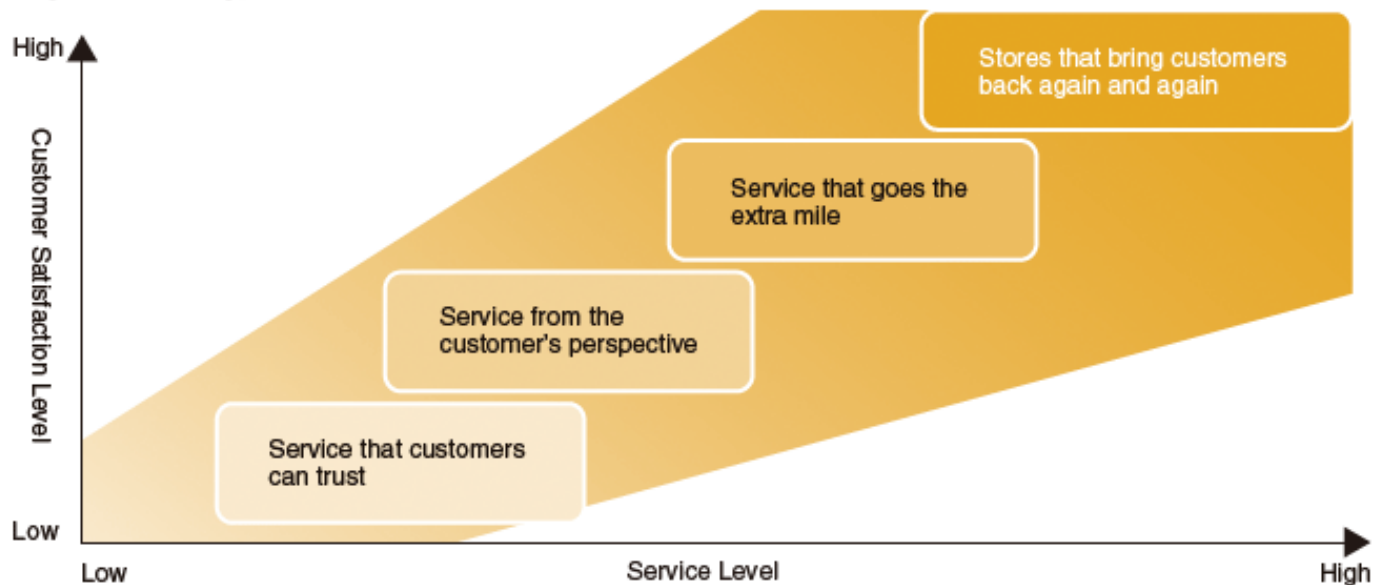 High
Stores that bring customers
back again and again
Customer Satisfaction Level
Service that goes the
extra mile
Service from the
customer's perspective
Service that customers
can trust
Low
Low
Service Level
High